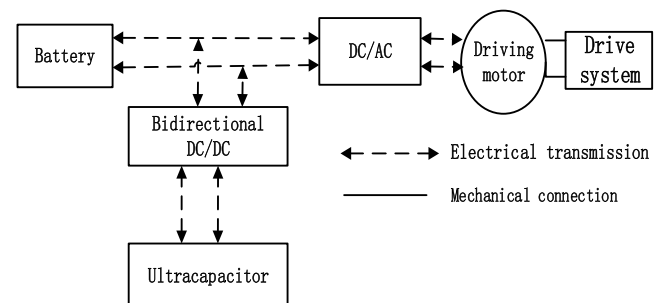 Battery
DC/AC
Driving
motor
Drive
system
Bidirectional
DC/DC
Electrical transmission
Mechanical connection
Ultracapacitor